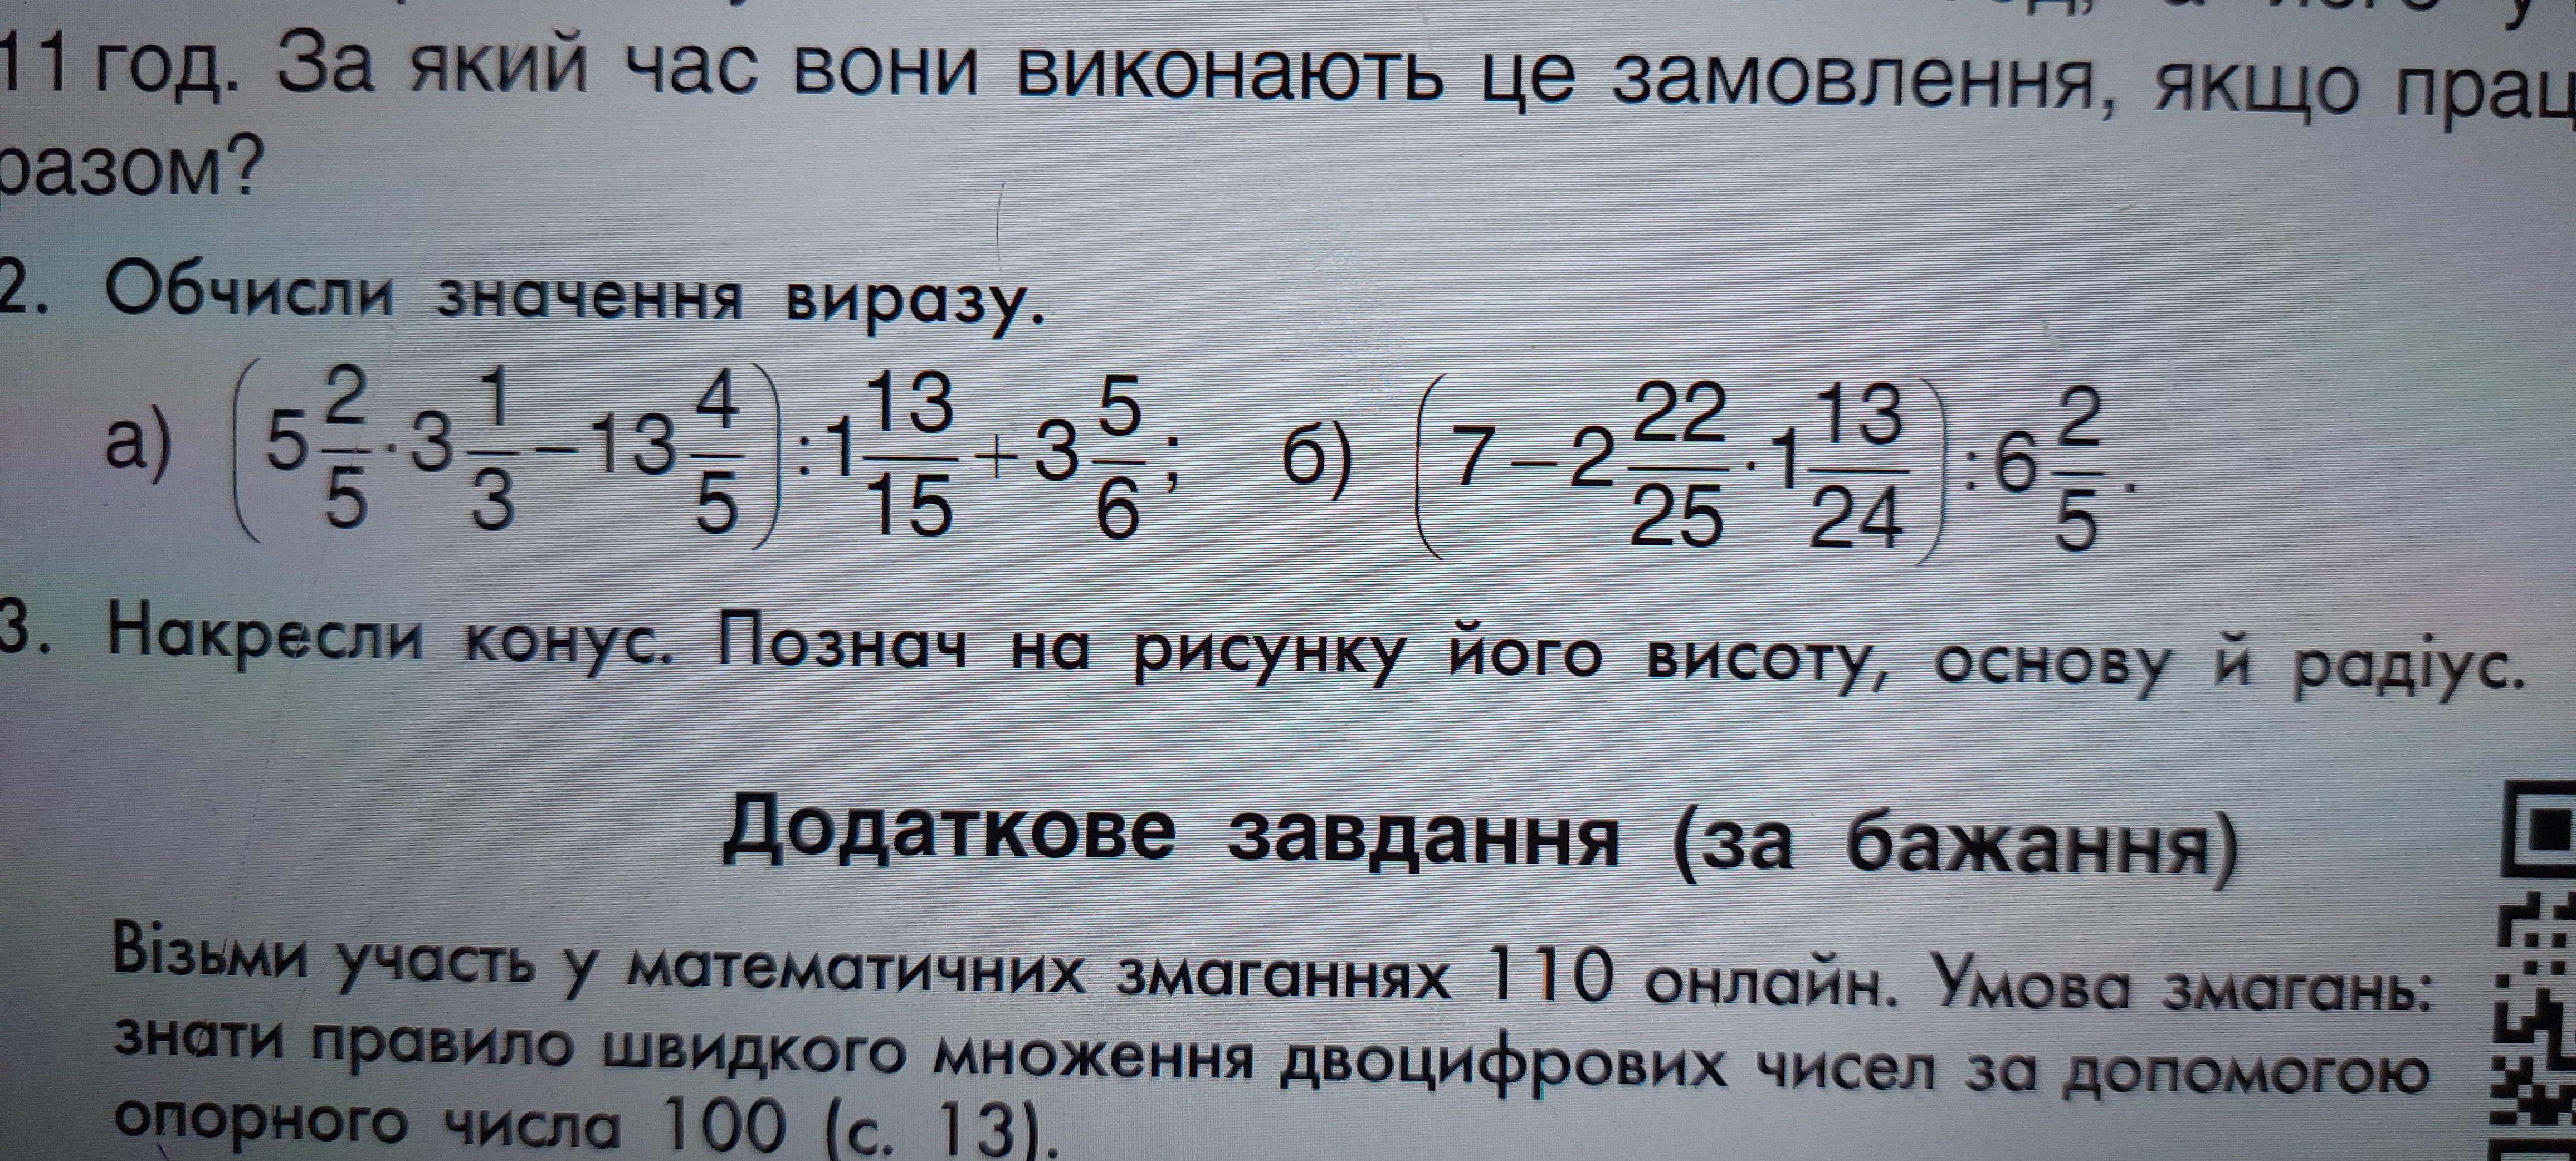 11 год. За який час вони виконають це замовлення, якщо
разом?
2. Обчисли значення виразу.
а) (5 2/5 · 3 1/3 − 13 4/5) : 1 13/15 + 3 5/6; б) (7 − 2 22/25 · 1 13/24) : 6 2/5.
3. Накресли конус. Познач на рисунку його висоту, основу й радіус.
Додаткове завдання (за бажання)
Візьми участь у математичних змаганнях 110 онлайн. Умова змагань:
знати правило швидкого множення двоцифрових чисел за допомогою
опорного числа 100 (с. 13).